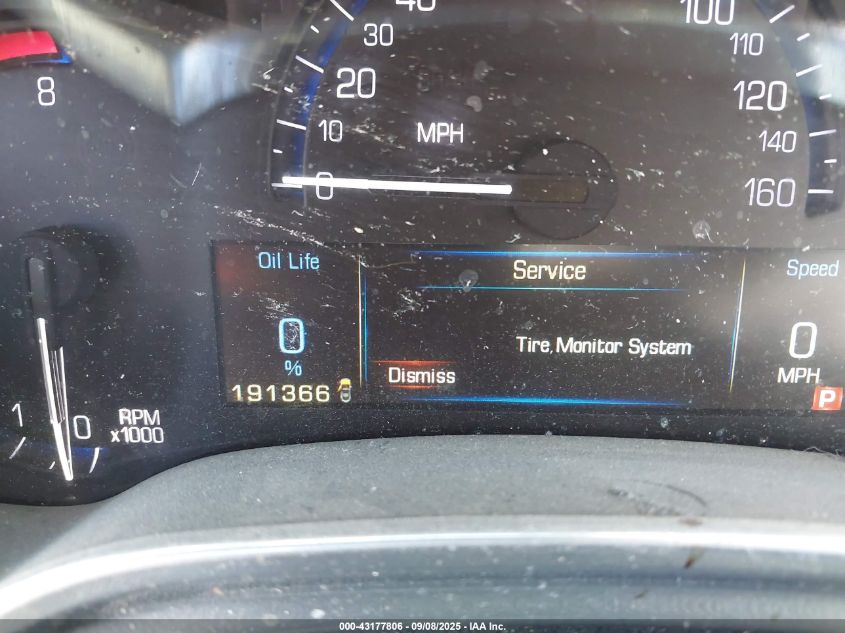 40
100
30
110
8
20
120
10
MPH
140
0
160
Oil Life
Service
Speed
0
%
Tire Monitor System
0
MPH
Dismiss
191366
P
1
0
RPM
x1000
000-43177806 - 09/08/2025 - IAA Inc.